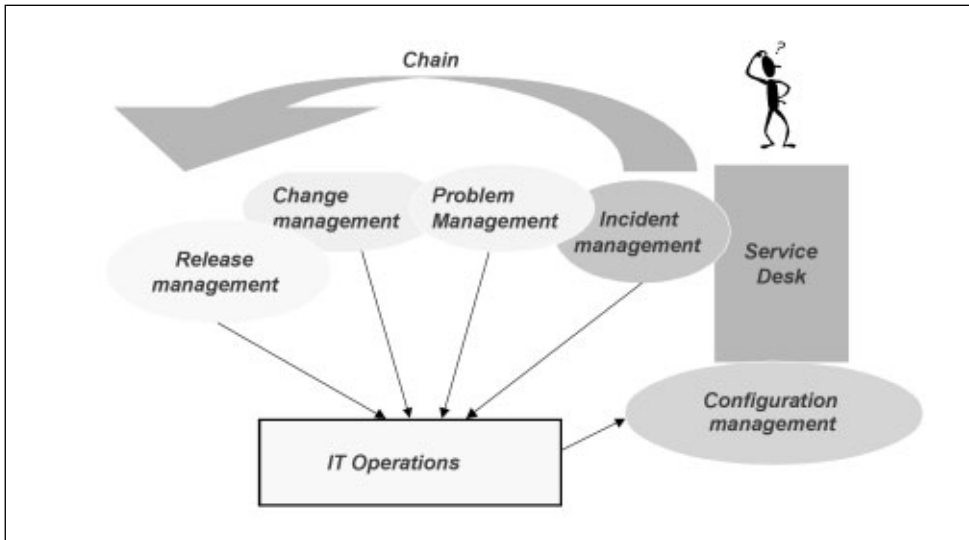 Chain
?
Change
management
Problem
Management
Incident
management
Release
management
Service
Desk
Configuration
management
IT Operations